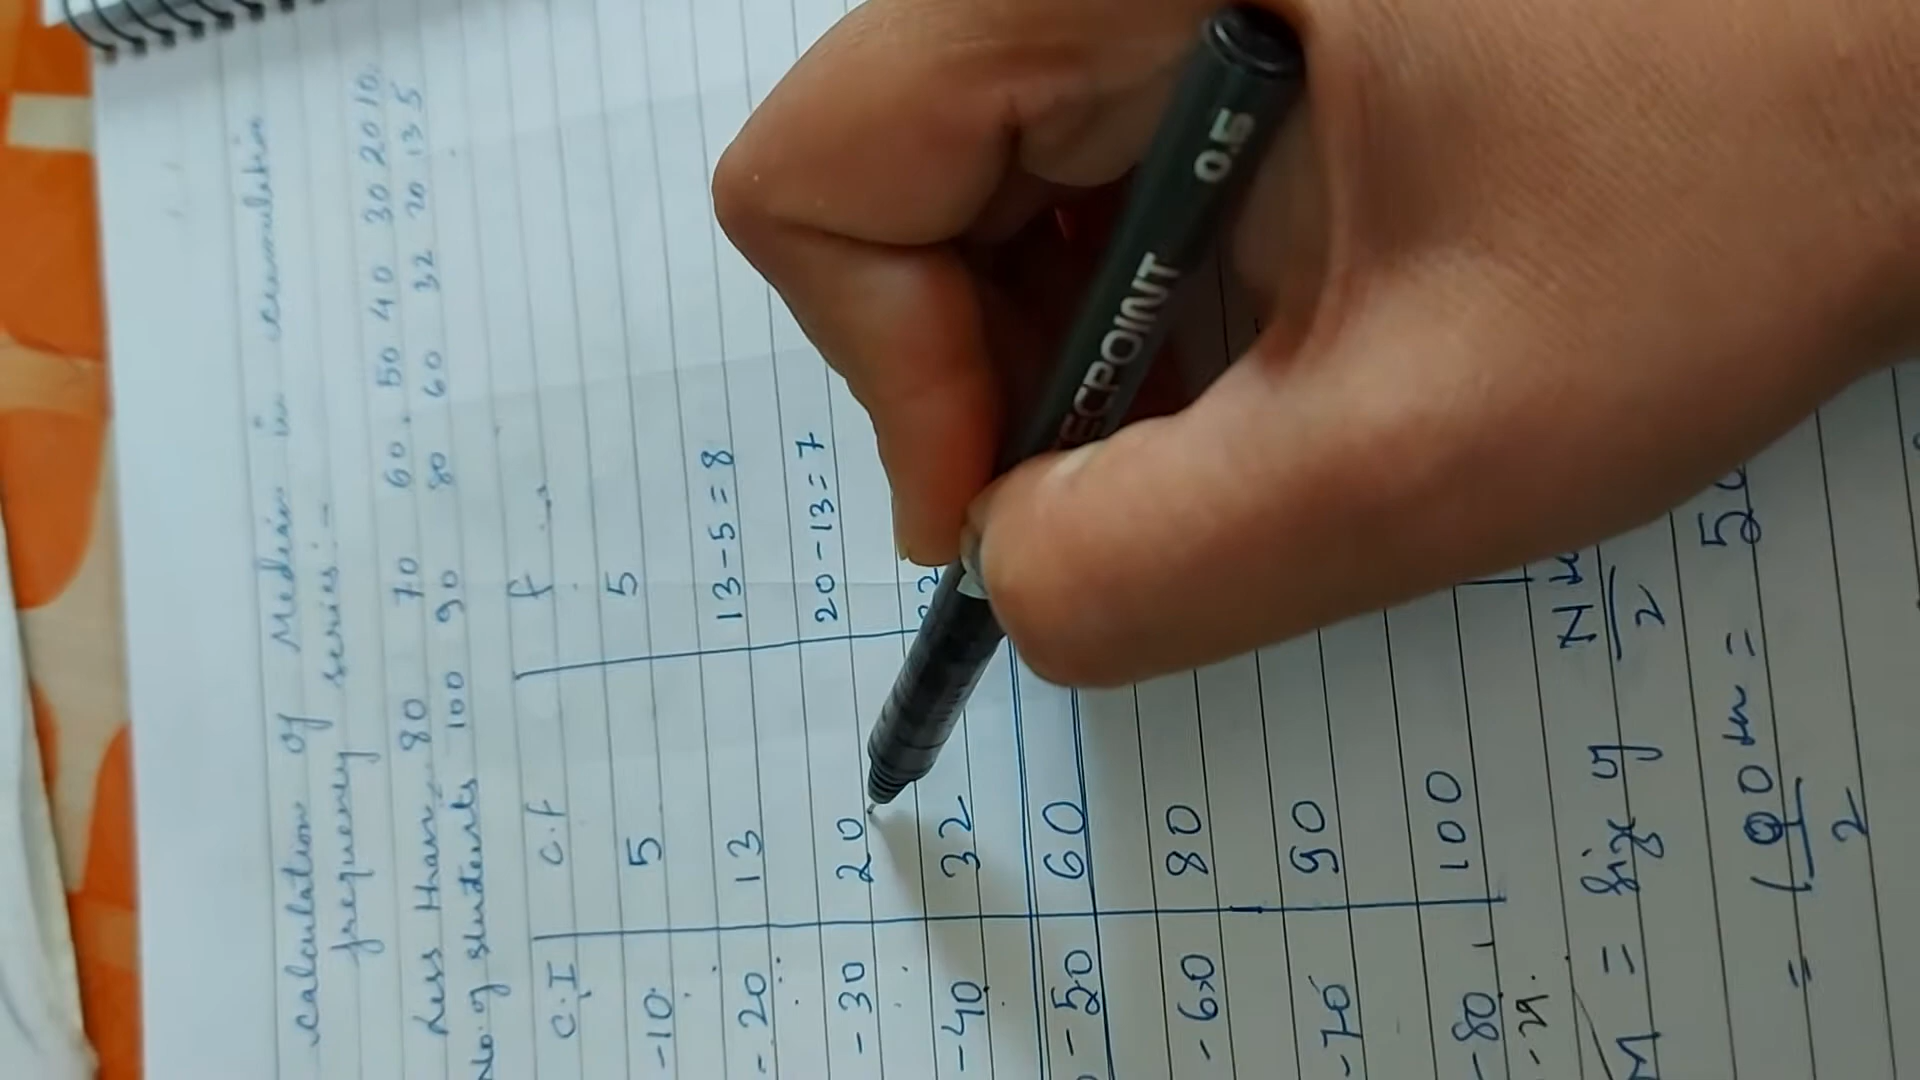 Calculation of Median in cumulative
frequency series:-
Less than 80 70 60 50 40 30 20 10
No. of students 100 90 80 60 32 20 13 5
C.I c.f f
-10 5 5
-20 13 13-5=8
-30 20 20-13=7
-40 32
-50 60
-60 80
-70 90
-80 100
M = Size of N th
2
= 100 th = 50
2
TECPOINT 0.5